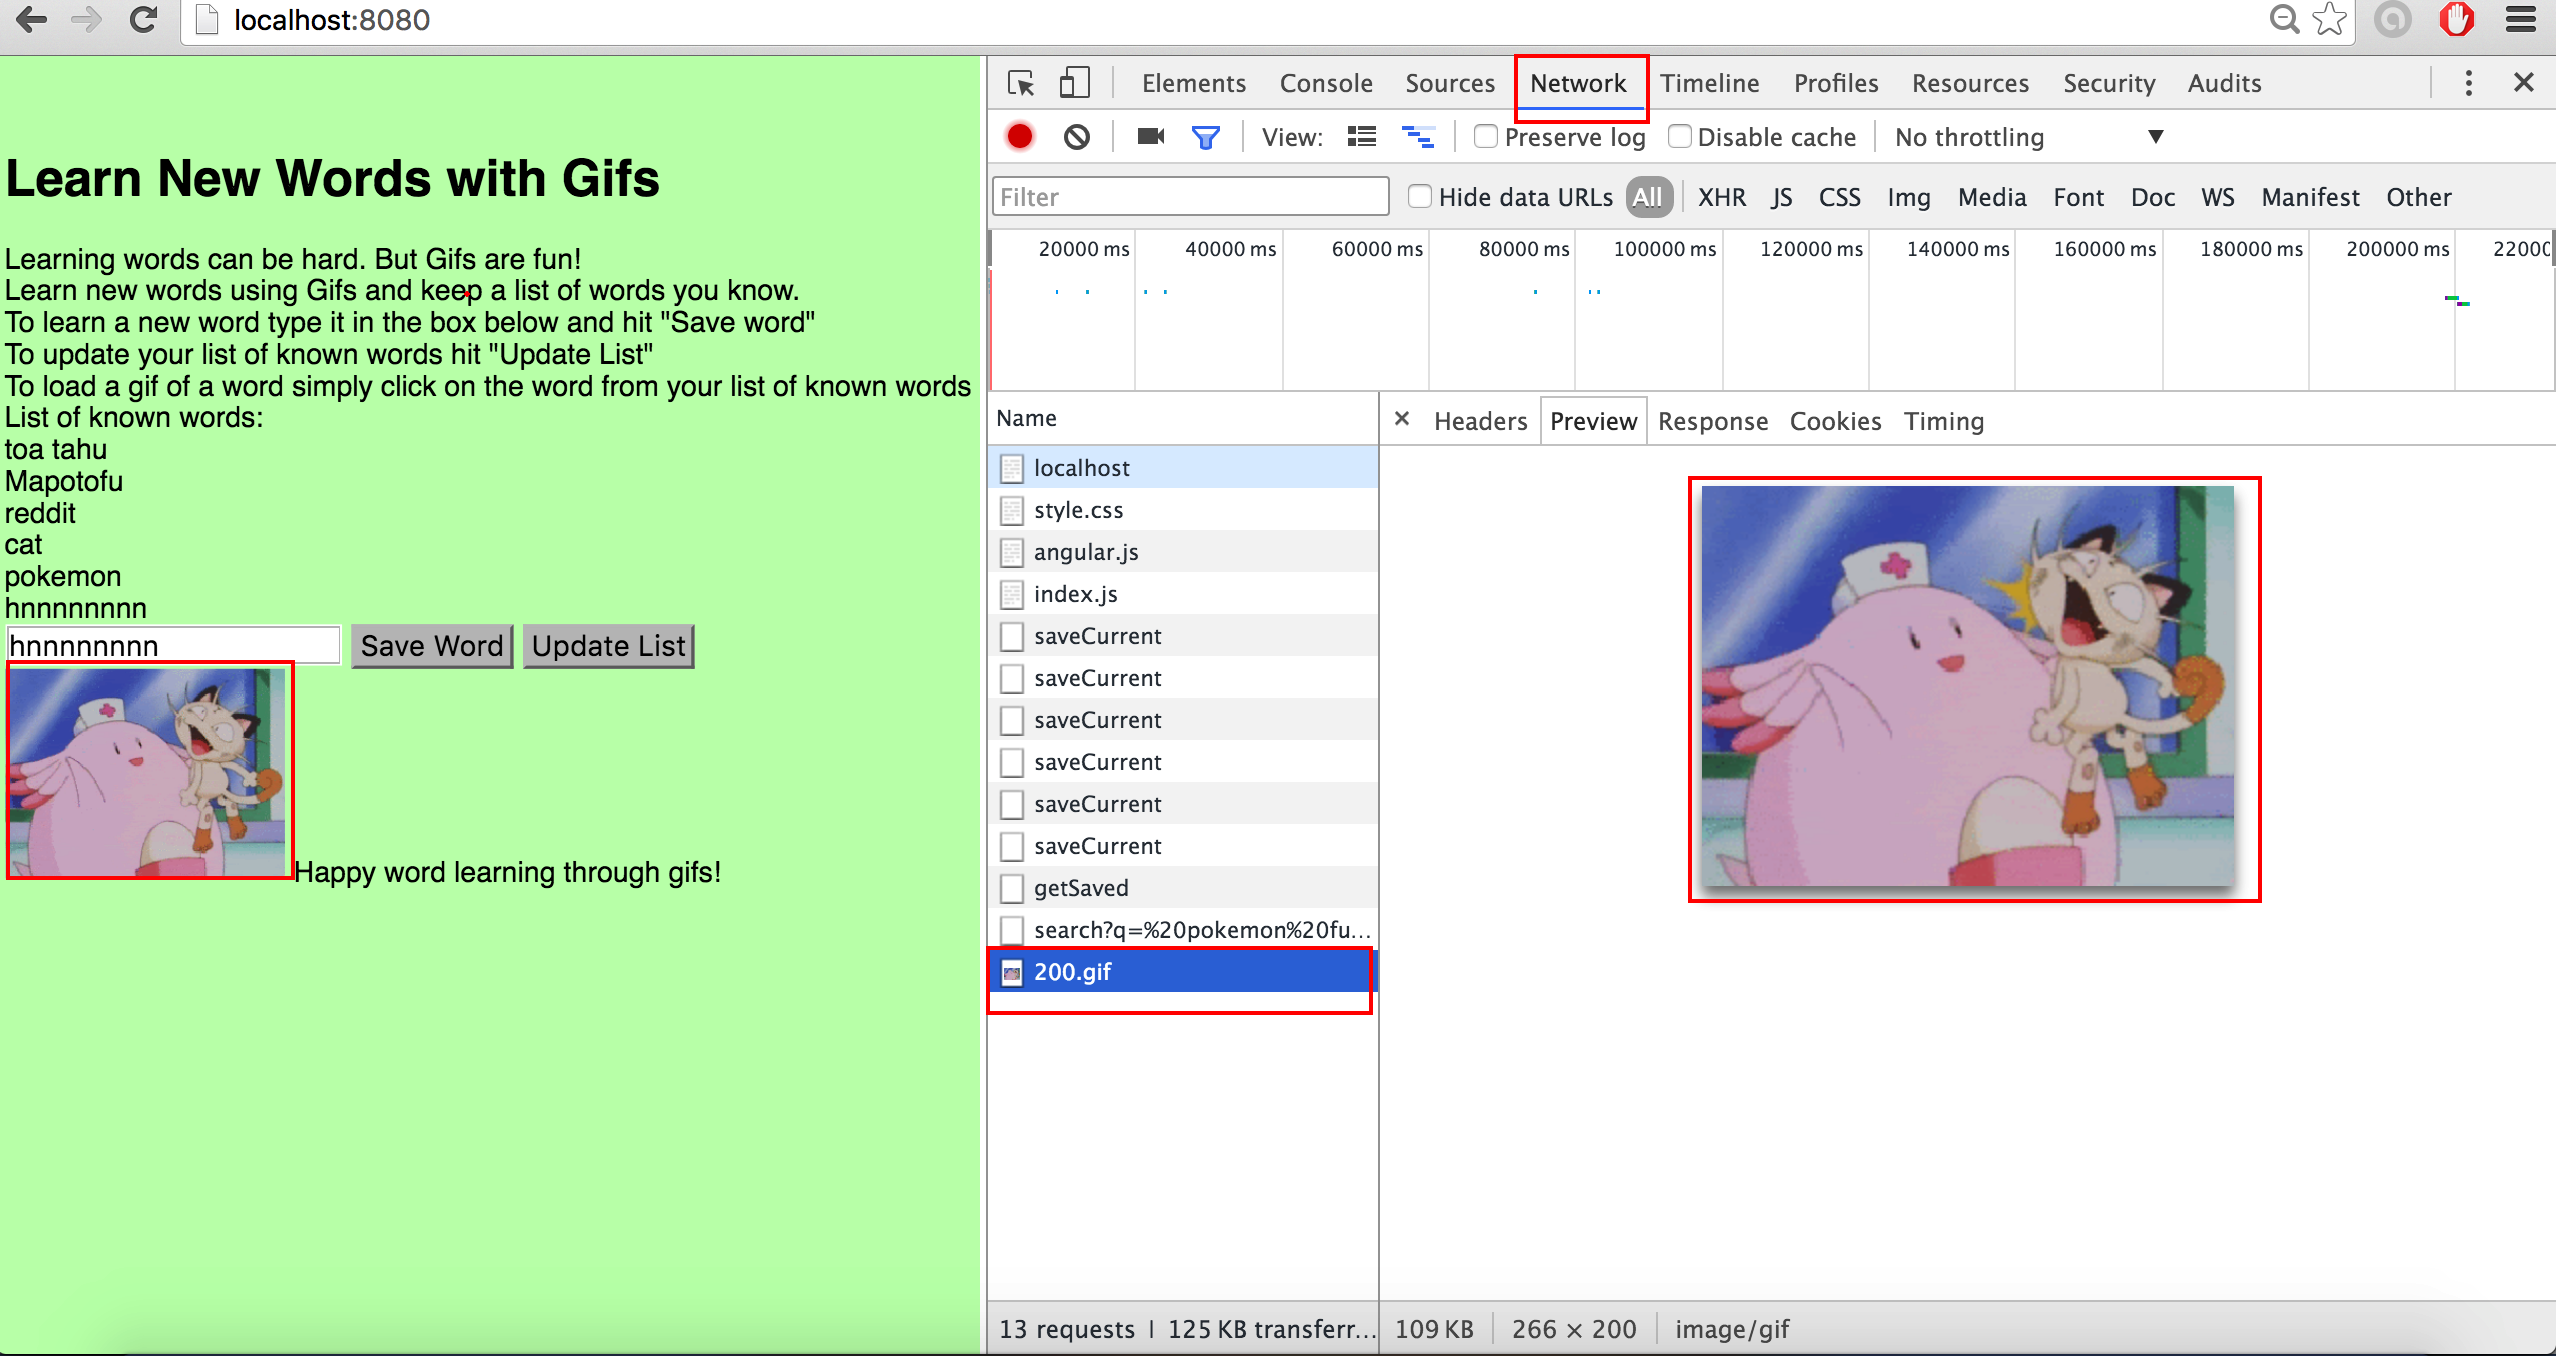 localhost:8080
Learn New Words with Gifs
Learning words can be hard. But Gifs are fun!
Learn new words using Gifs and keep a list of words you know.
To learn a new word type it in the box below and hit "Save word"
To update your list of known words hit "Update List"
To load a gif of a word simply click on the word from your list of known words
List of known words:
toa tahu
Mapotofu
reddit
cat
pokemon
hnnnnnnnn
hnnnnnnnn Save Word Update List
Happy word learning through gifs!
Elements Console Sources Network Timeline Profiles Resources Security Audits
View: Preserve log Disable cache No throttling
Filter Hide data URLs All XHR JS CSS Img Media Font Doc WS Manifest Other
20000 ms 40000 ms 60000 ms 80000 ms 100000 ms 120000 ms 140000 ms 160000 ms 180000 ms 200000 ms 22000
Name
Headers Preview Response Cookies Timing
localhost
style.css
angular.js
index.js
saveCurrent
saveCurrent
saveCurrent
saveCurrent
saveCurrent
saveCurrent
getSaved
search?q=%20pokemon%20fu...
200.gif
13 requests | 125 KB transferr... 109 KB 266 × 200 image/gif